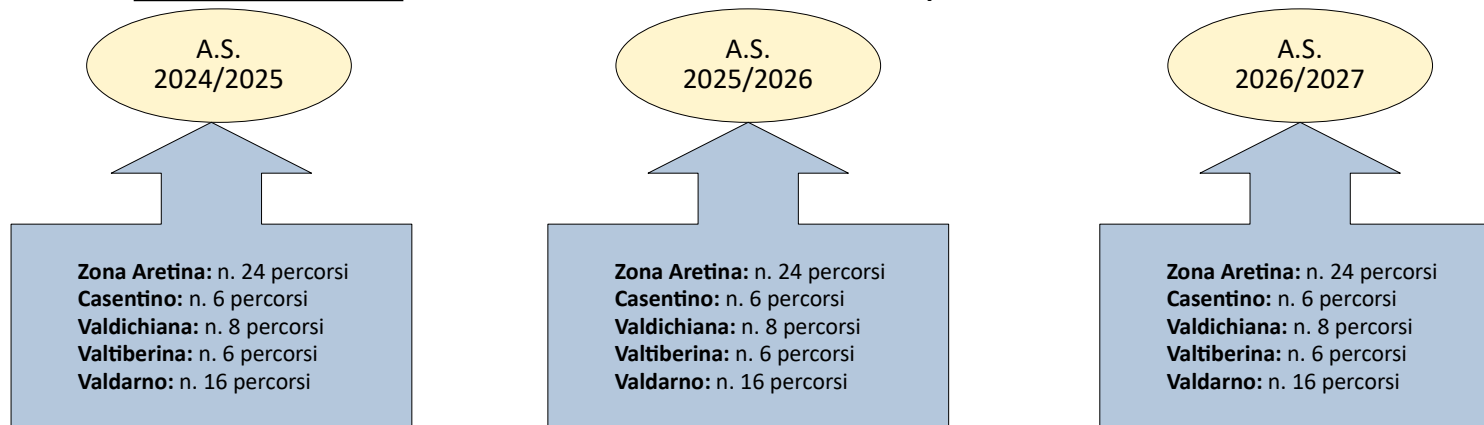 A.S.
2024/2025
Zona Aretina: n. 24 percorsi
Casentino: n. 6 percorsi
Valdichiana: n. 8 percorsi
Valtiberina: n. 6 percorsi
Valdarno: n. 16 percorsi
A.S.
2025/2026
Zona Aretina: n. 24 percorsi
Casentino: n. 6 percorsi
Valdichiana: n. 8 percorsi
Valtiberina: n. 6 percorsi
Valdarno: n. 16 percorsi
A.S.
2026/2027
Zona Aretina: n. 24 percorsi
Casentino: n. 6 percorsi
Valdichiana: n. 8 percorsi
Valtiberina: n. 6 percorsi
Valdarno: n. 16 percorsi